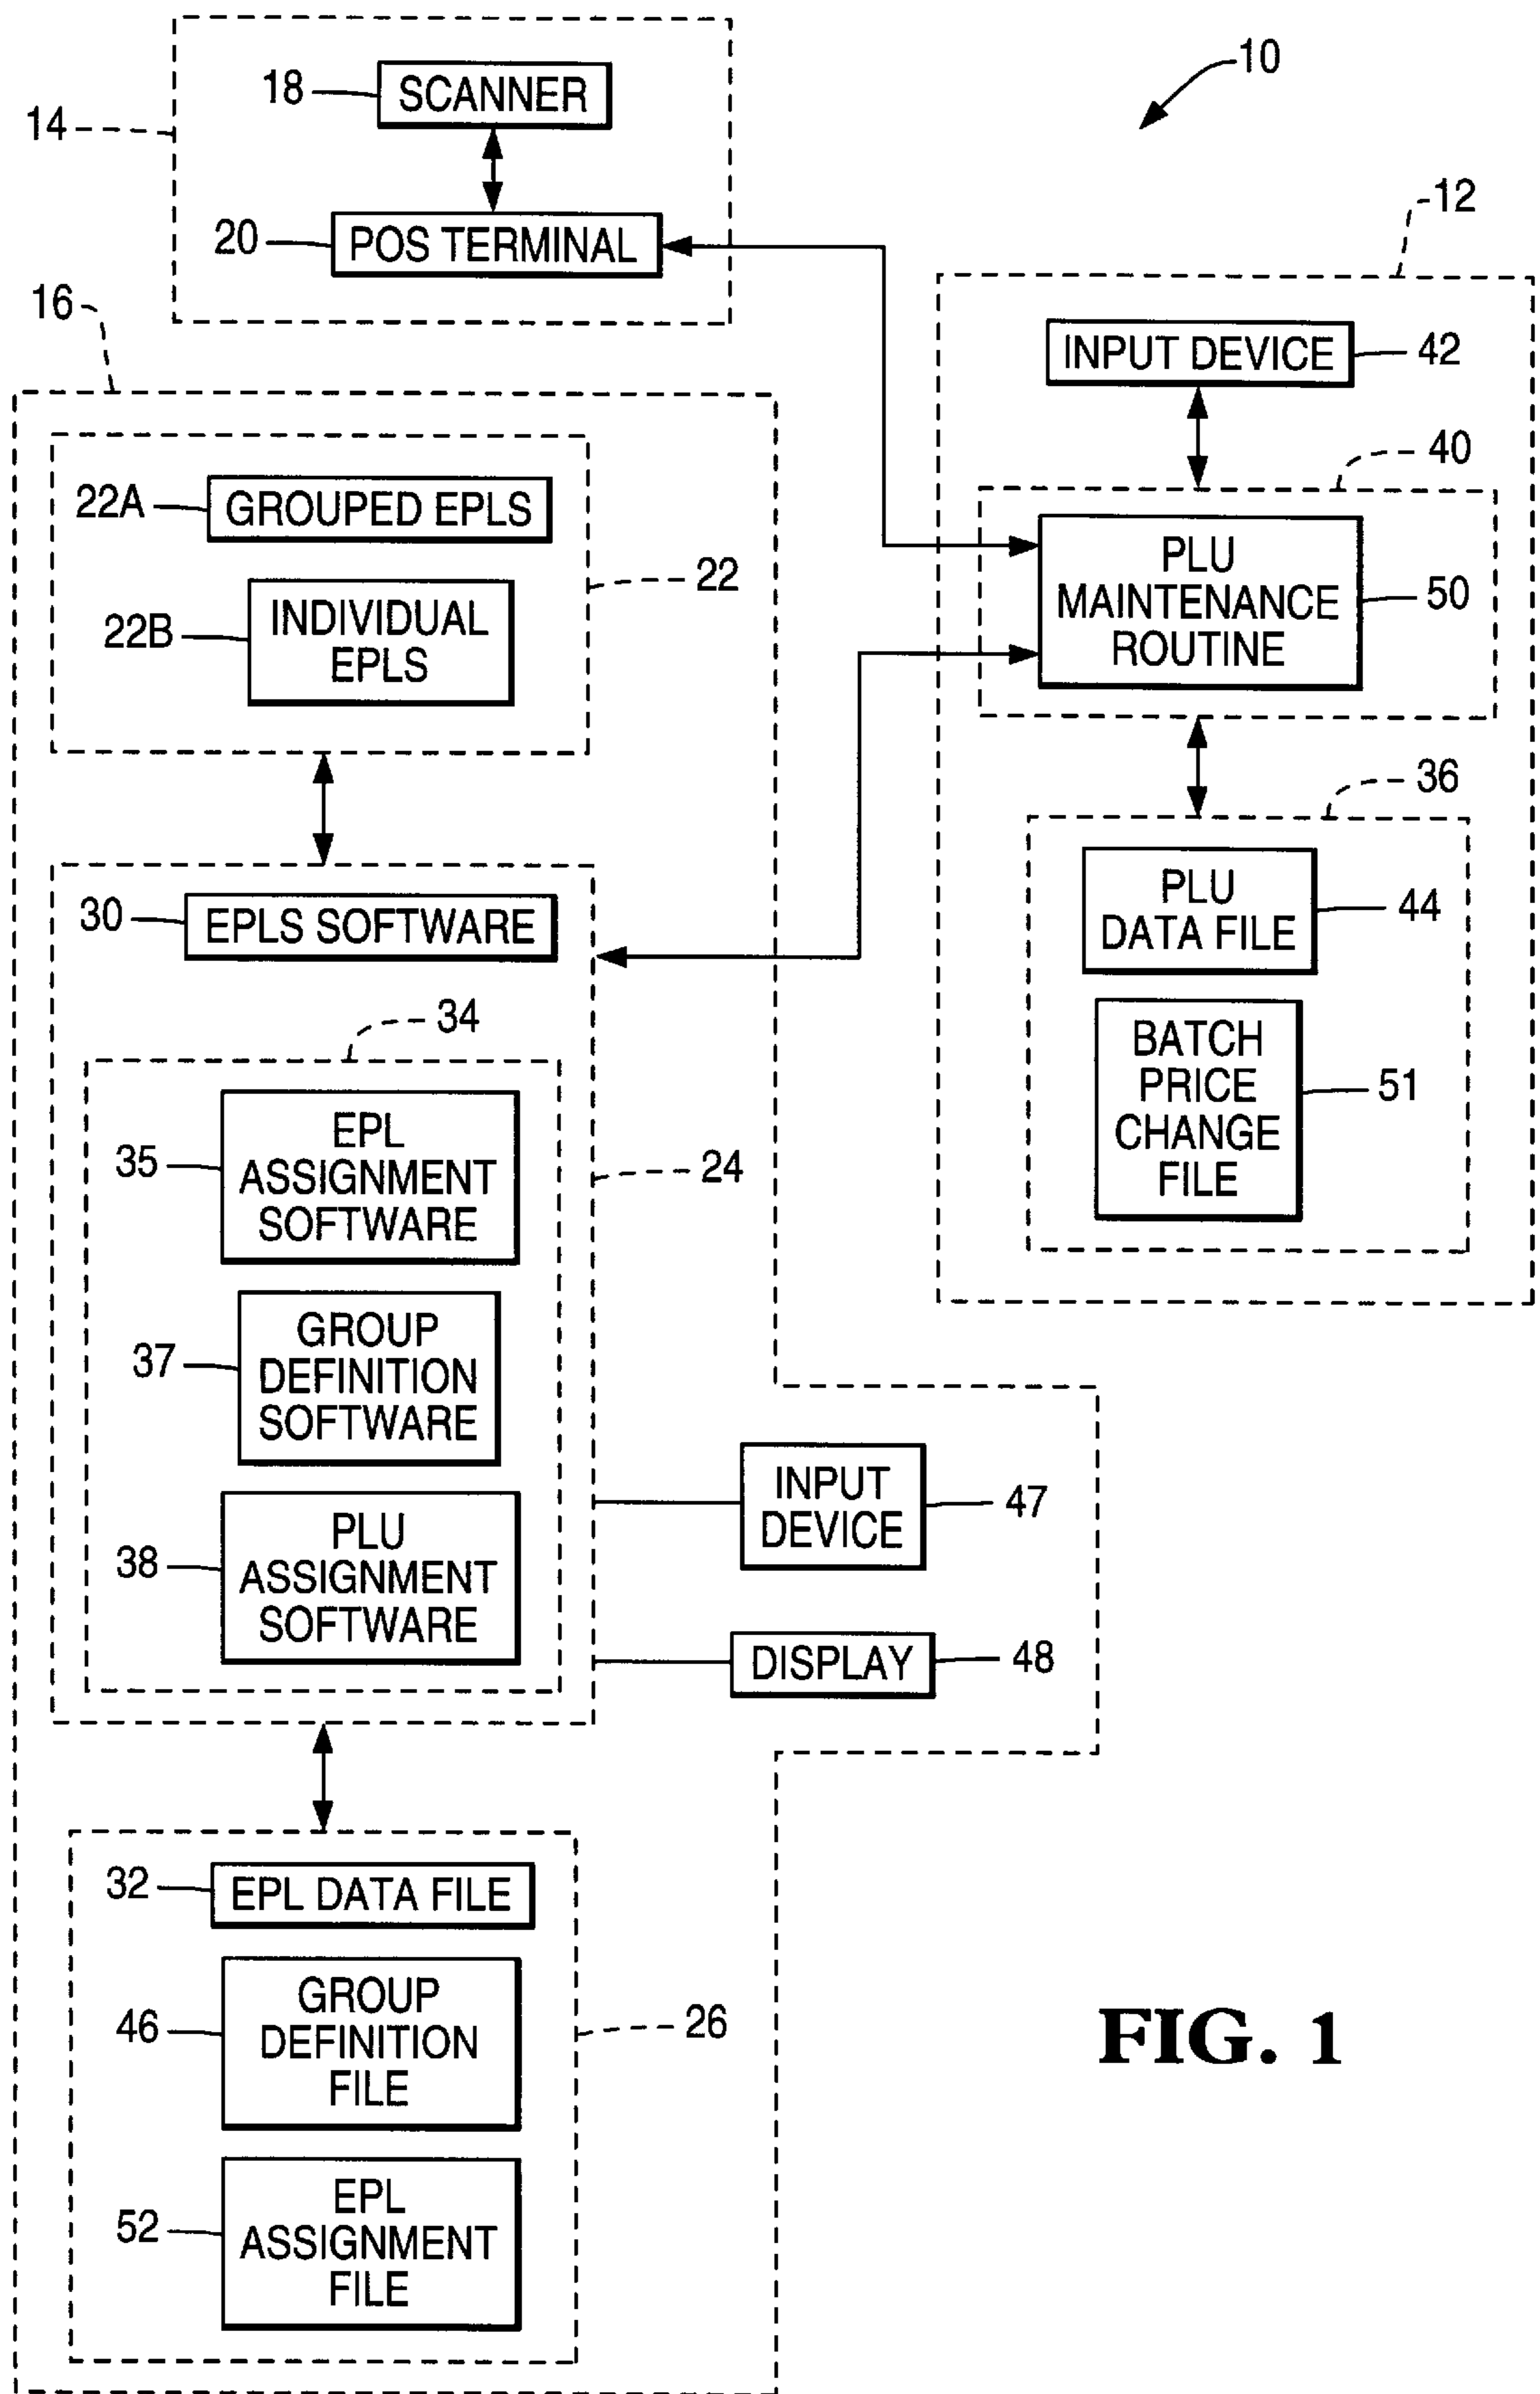 10
14
18
SCANNER
20
POS TERMINAL
12
INPUT DEVICE
42
40
PLU
MAINTENANCE
ROUTINE
50
36
PLU
DATA FILE
44
BATCH
PRICE
CHANGE
FILE
51
16
22A
GROUPED EPLS
22B
INDIVIDUAL
EPLS
22
30
EPLS SOFTWARE
34
35
EPL
ASSIGNMENT
SOFTWARE
24
37
GROUP
DEFINITION
SOFTWARE
38
PLU
ASSIGNMENT
SOFTWARE
INPUT
DEVICE
47
DISPLAY
48
32
EPL DATA FILE
46
GROUP
DEFINITION
FILE
26
52
EPL
ASSIGNMENT
FILE
FIG. 1